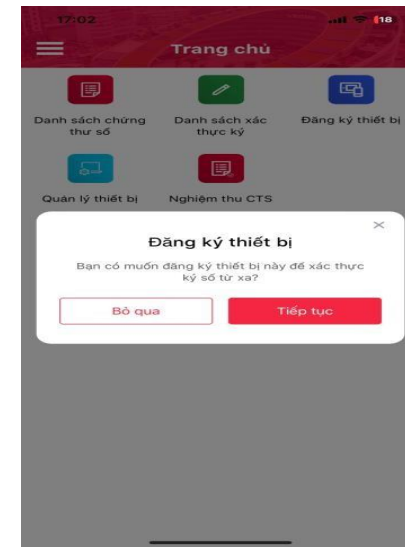 17:02
18
Trang chủ
Danh sách chứng
thư số
Danh sách xác
thực ký
Đăng ký thiết bị
Quản lý thiết bị
Nghiệm thu CTS
Đăng ký thiết bị
Bạn có muốn đăng ký thiết bị này để xác thực
ký số từ xa?
Bỏ qua
Tiếp tục